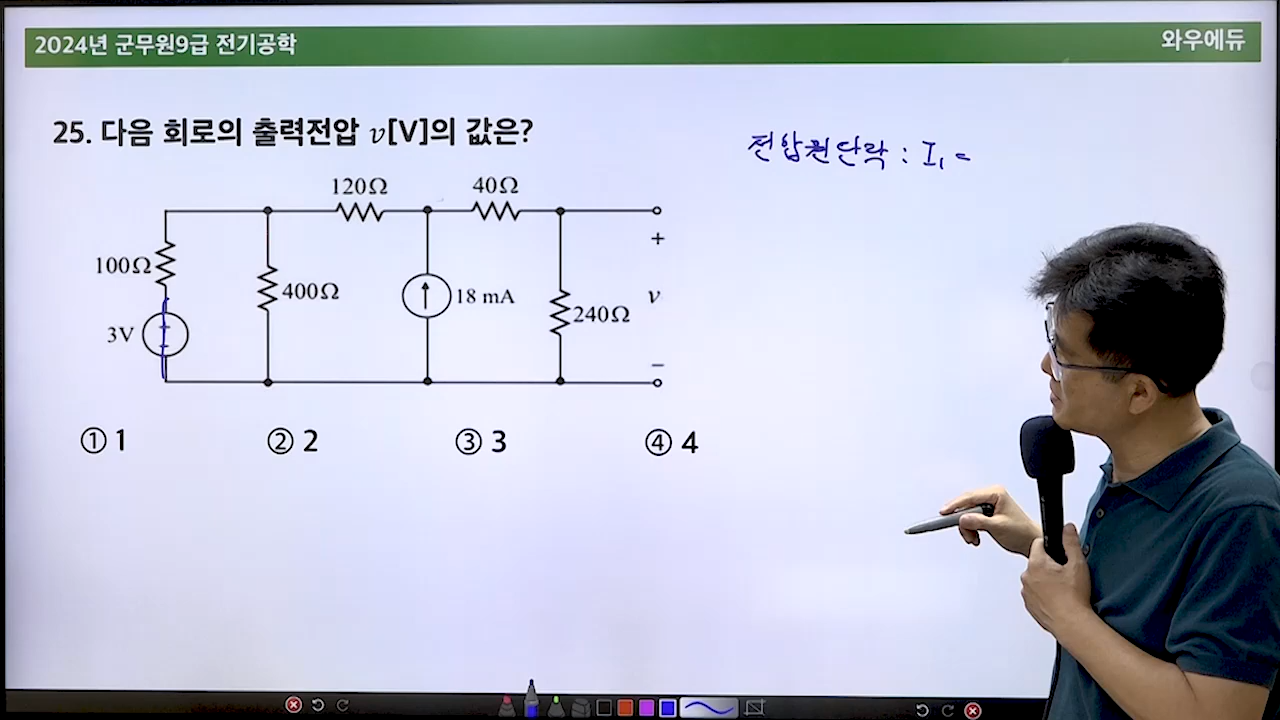 2024년 군무원9급 전기공학
와우에듀
25. 다음 회로의 출력전압 v[V]의 값은?
전압원단락 : I₁ =
120Ω
40Ω
100Ω
400Ω
18 mA
240Ω
3V
+
v
−
① 1
② 2
③ 3
④ 4